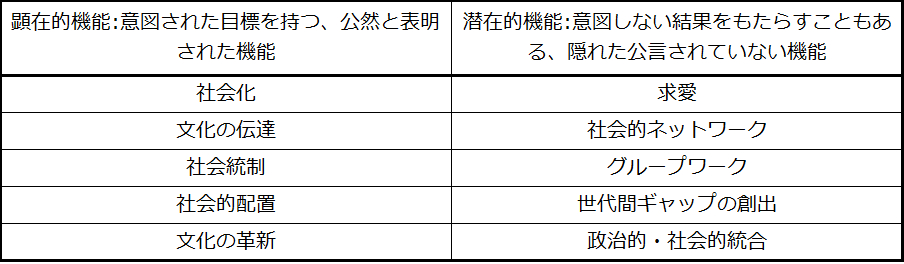 顕在的機能:意図された目標を持つ、公然と表明
された機能
潜在的機能:意図しない結果をもたらすこともあ
る、隠れた公言されていない機能
社会化
求愛
文化の伝達
社会的ネットワーク
社会統制
グループワーク
社会的配置
世代間ギャップの創出
文化の革新
政治的・社会的統合